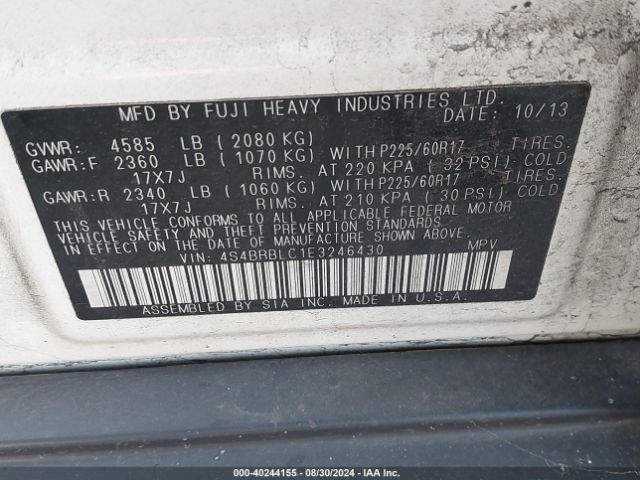 MFD BY FUJI HEAVY INDUSTRIES LTD.
DATE: 10/13
GVWR: 4585 LB (2080 KG)
GAWR:F 2360 LB (1070 KG) WITH P225/60R17 TIRES.
17X7J RIMS. AT 220 KPA (32 PSI) COLD
GAWR:R 2340 LB (1060 KG) WITH P225/60R17 TIRES.
17X7J RIMS. AT 210 KPA (30 PSI) COLD
THIS VEHICLE CONFORMS TO ALL APPLICABLE FEDERAL MOTOR
VEHICLE SAFETY AND THEFT PREVENTION STANDARDS
IN EFFECT ON THE DATE OF MANUFACTURE SHOWN ABOVE.
VIN: 4S4BRBLC1E3246430 MPV
ASSEMBLED BY SIA INC. MADE IN U.S.A.
000-40244155 - 08/30/2024 - IAA Inc.